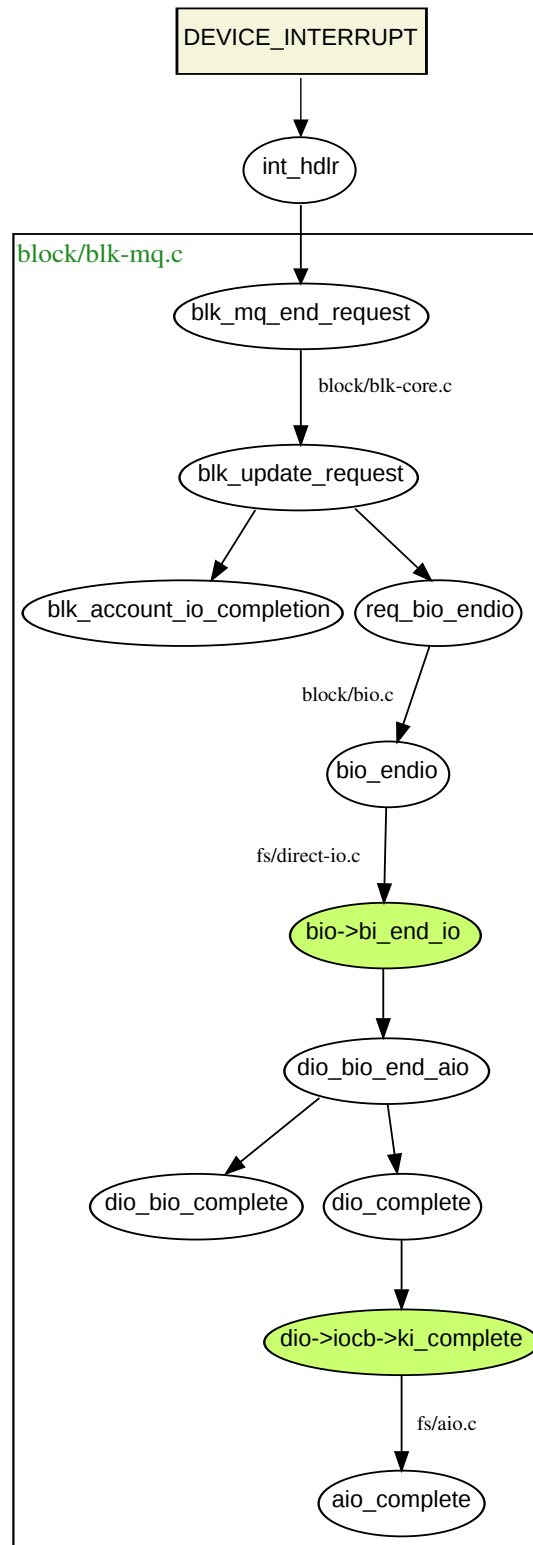 DEVICE_INTERRUPT
int_hdlr
block/blk-mq.c
blk_mq_end_request
block/blk-core.c
blk_update_request
blk_account_io_completion
req_bio_endio
block/bio.c
bio_endio
fs/direct-io.c
bio->bi_end_io
dio_bio_end_aio
dio_bio_complete
dio_complete
dio->iocb->ki_complete
fs/aio.c
aio_complete